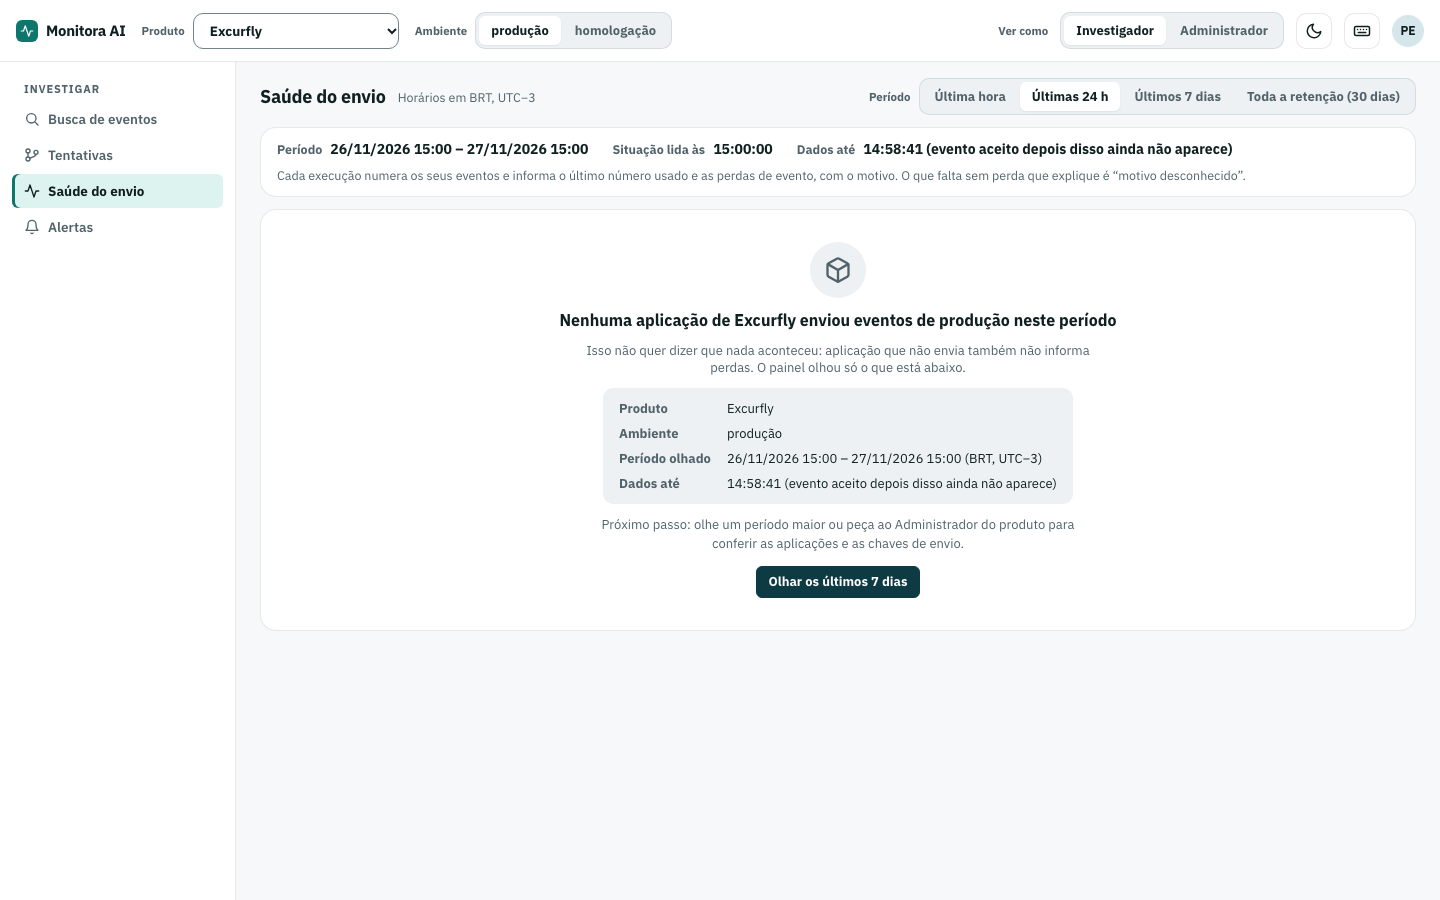 Monitora AI Produto Excurfly Ambiente produção homologação Ver como Investigador Administrador PE
INVESTIGAR
Busca de eventos
Tentativas
Saúde do envio
Alertas
Saúde do envio Horários em BRT, UTC−3 Período Última hora Últimas 24 h Últimos 7 dias Toda a retenção (30 dias)
Período 26/11/2026 15:00 – 27/11/2026 15:00 Situação lida às 15:00:00 Dados até 14:58:41 (evento aceito depois disso ainda não aparece)
Cada execução numera os seus eventos e informa o último número usado e as perdas de evento, com o motivo. O que falta sem perda que explique é “motivo desconhecido”.
Nenhuma aplicação de Excurfly enviou eventos de produção neste período
Isso não quer dizer que nada aconteceu: aplicação que não envia também não informa
perdas. O painel olhou só o que está abaixo.
Produto Excurfly
Ambiente produção
Período olhado 26/11/2026 15:00 – 27/11/2026 15:00 (BRT, UTC−3)
Dados até 14:58:41 (evento aceito depois disso ainda não aparece)
Próximo passo: olhe um período maior ou peça ao Administrador do produto para
conferir as aplicações e as chaves de envio.
Olhar os últimos 7 dias